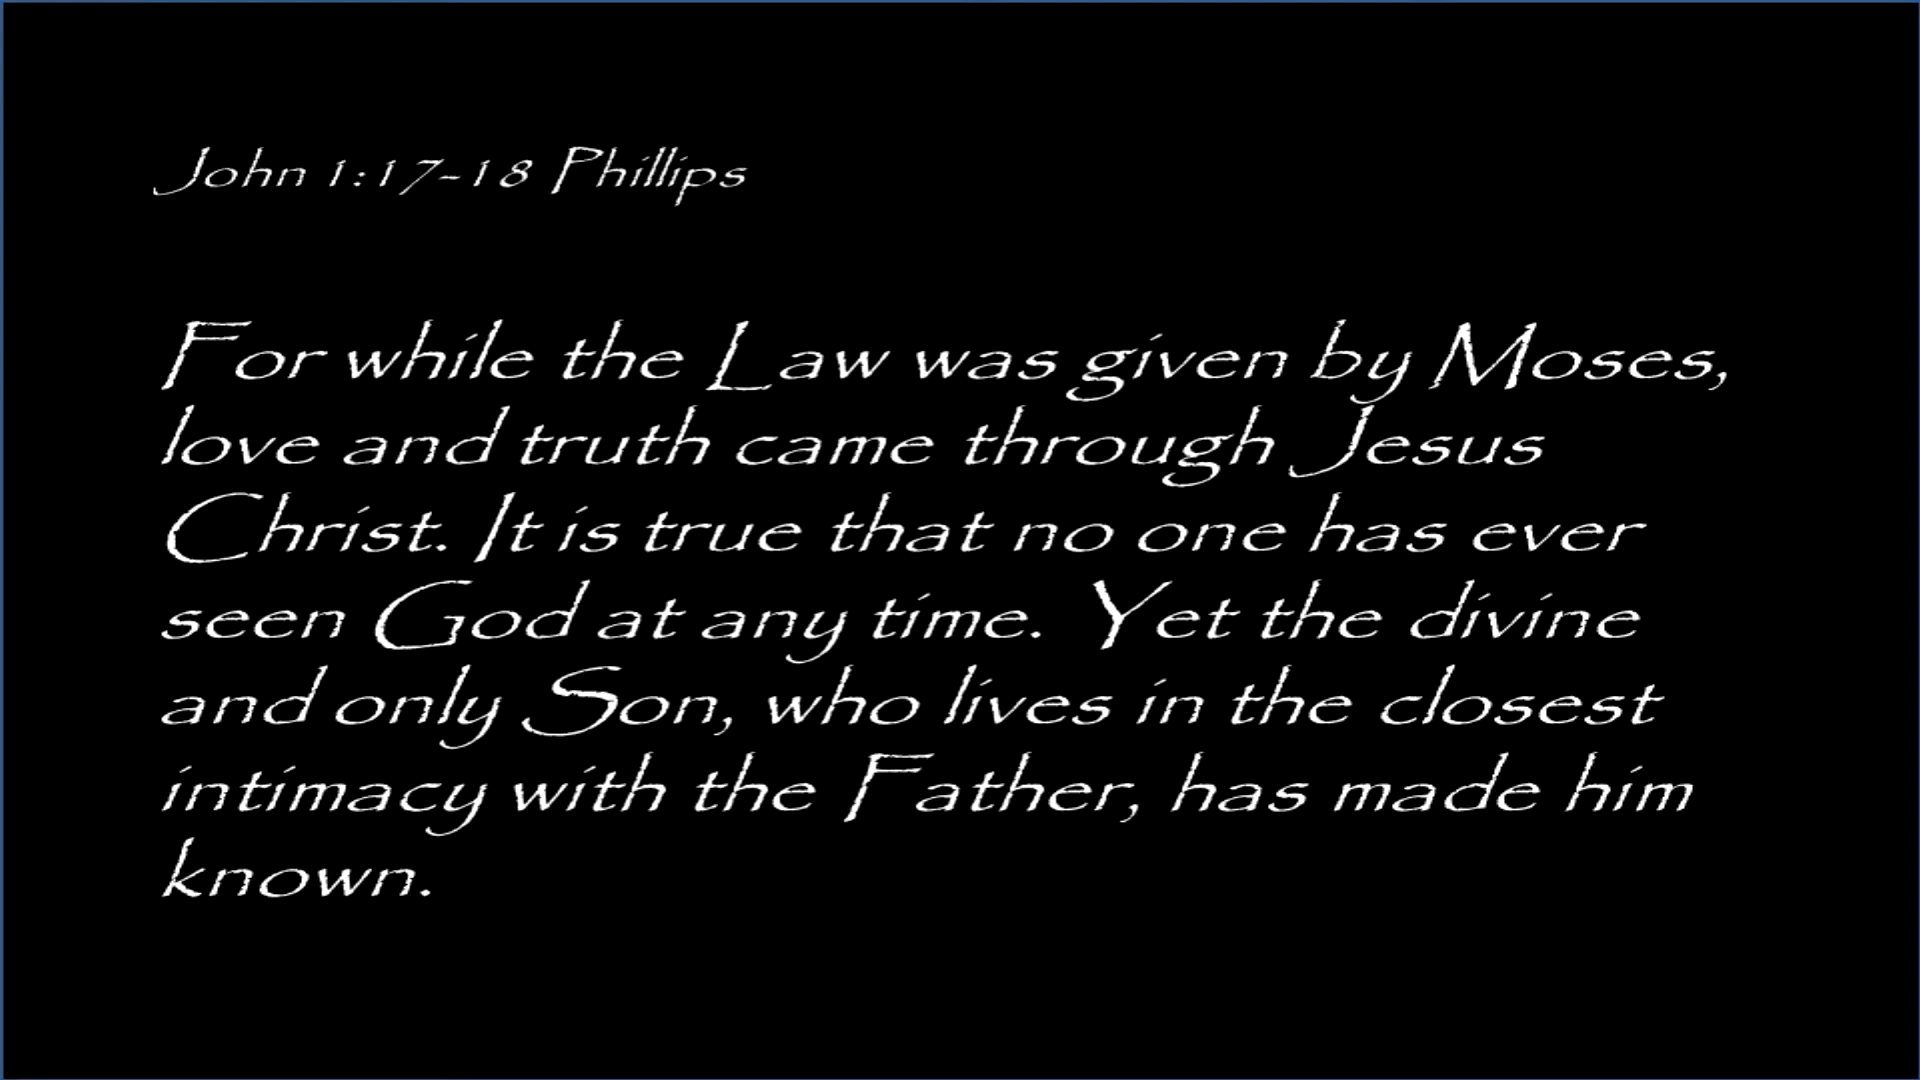 John 1:17-18 Phillips
For while the Law was given by Moses,
love and truth came through Jesus
Christ. It is true that no one has ever
seen God at any time. Yet the divine
and only Son, who lives in the closest
intimacy with the Father, has made him
known.